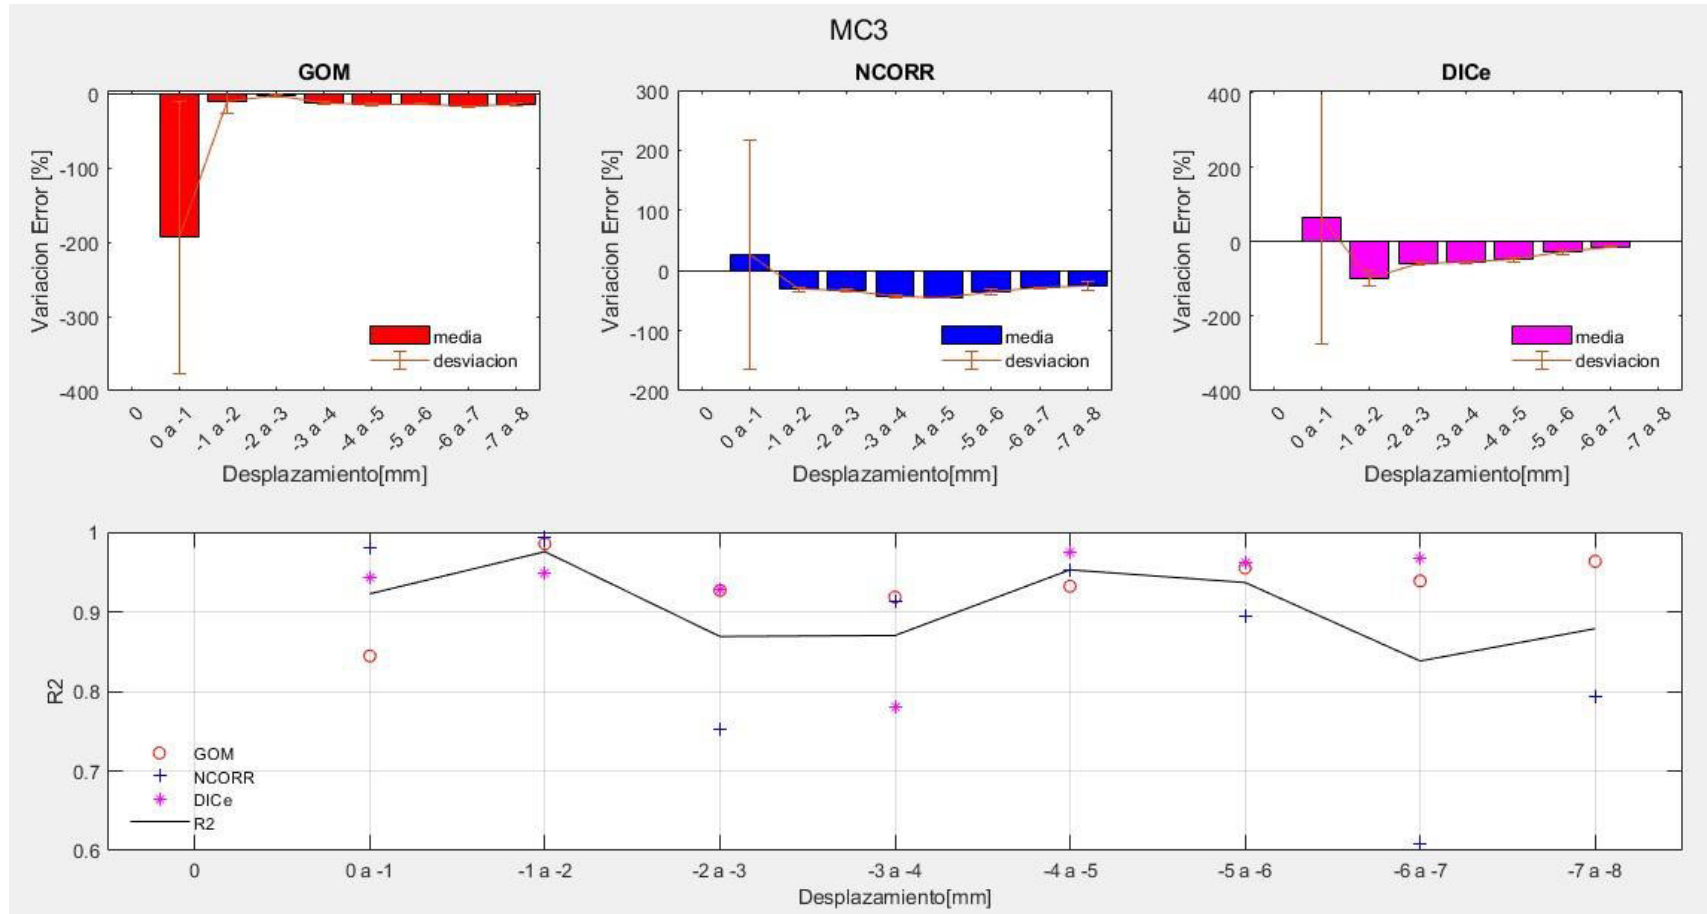 MC3
GOM
NCORR
DICe
Variacion Error [%]
0
-100
-200
-300
-400
media
desviacion
0
0 a -1
-1 a -2
-2 a -3
-3 a -4
-4 a -5
-5 a -6
-6 a -7
-7 a -8
Desplazamiento[mm]
Variacion Error [%]
300
200
100
0
-100
-200
media
desviacion
0
0 a -1
-1 a -2
-2 a -3
-3 a -4
-4 a -5
-5 a -6
-6 a -7
-7 a -8
Desplazamiento[mm]
Variacion Error [%]
400
200
0
-200
-400
media
desviacion
0
0 a -1
-1 a -2
-2 a -3
-3 a -4
-4 a -5
-5 a -6
-6 a -7
-7 a -8
Desplazamiento[mm]
R2
1
0.9
0.8
0.7
0.6
GOM
NCORR
DICe
R2
0
0 a -1
-1 a -2
-2 a -3
-3 a -4
-4 a -5
-5 a -6
-6 a -7
-7 a -8
Desplazamiento[mm]